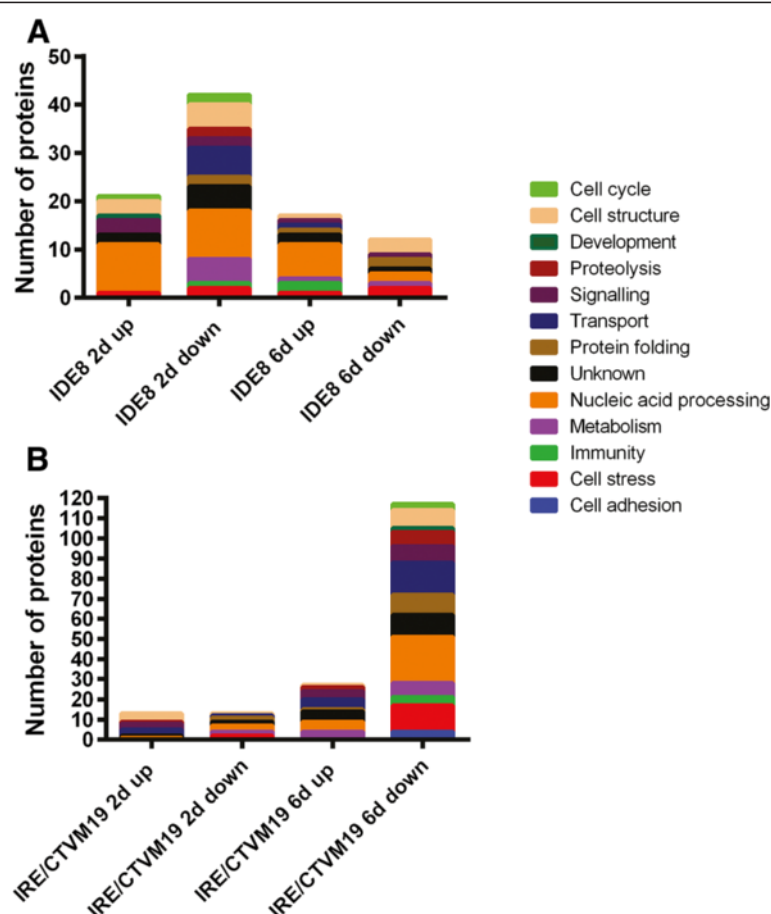 A
Number of proteins
50
40
30
20
10
0
IDE8 2d up
IDE8 2d down
IDE8 6d up
IDE8 6d down
Cell cycle
Cell structure
Development
Proteolysis
Signalling
Transport
Protein folding
Unknown
Nucleic acid processing
Metabolism
Immunity
Cell stress
Cell adhesion
B
Number of proteins
120
110
100
90
80
70
60
50
40
30
20
10
0
IRE/CTVM19 2d up
IRE/CTVM19 2d down
IRE/CTVM19 6d up
IRE/CTVM19 6d down